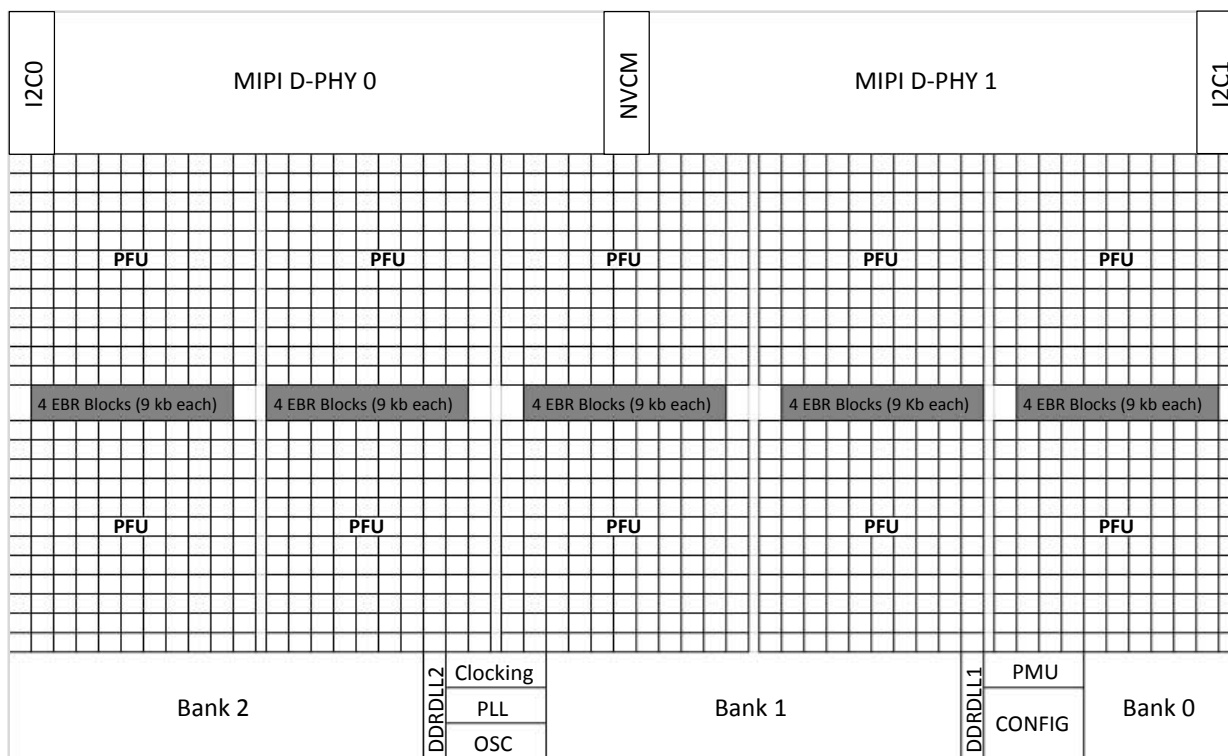 I2C0
MIPI D-PHY 0
NVCM
MIPI D-PHY 1
I2C1
PFU
PFU
PFU
PFU
PFU
4 EBR Blocks (9 kb each)
4 EBR Blocks (9 kb each)
4 EBR Blocks (9 kb each)
4 EBR Blocks (9 Kb each)
4 EBR Blocks (9 kb each)
PFU
PFU
PFU
PFU
PFU
Bank 2
DDRDLL2
Clocking
PLL
OSC
Bank 1
DDRDLL1
PMU
CONFIG
Bank 0